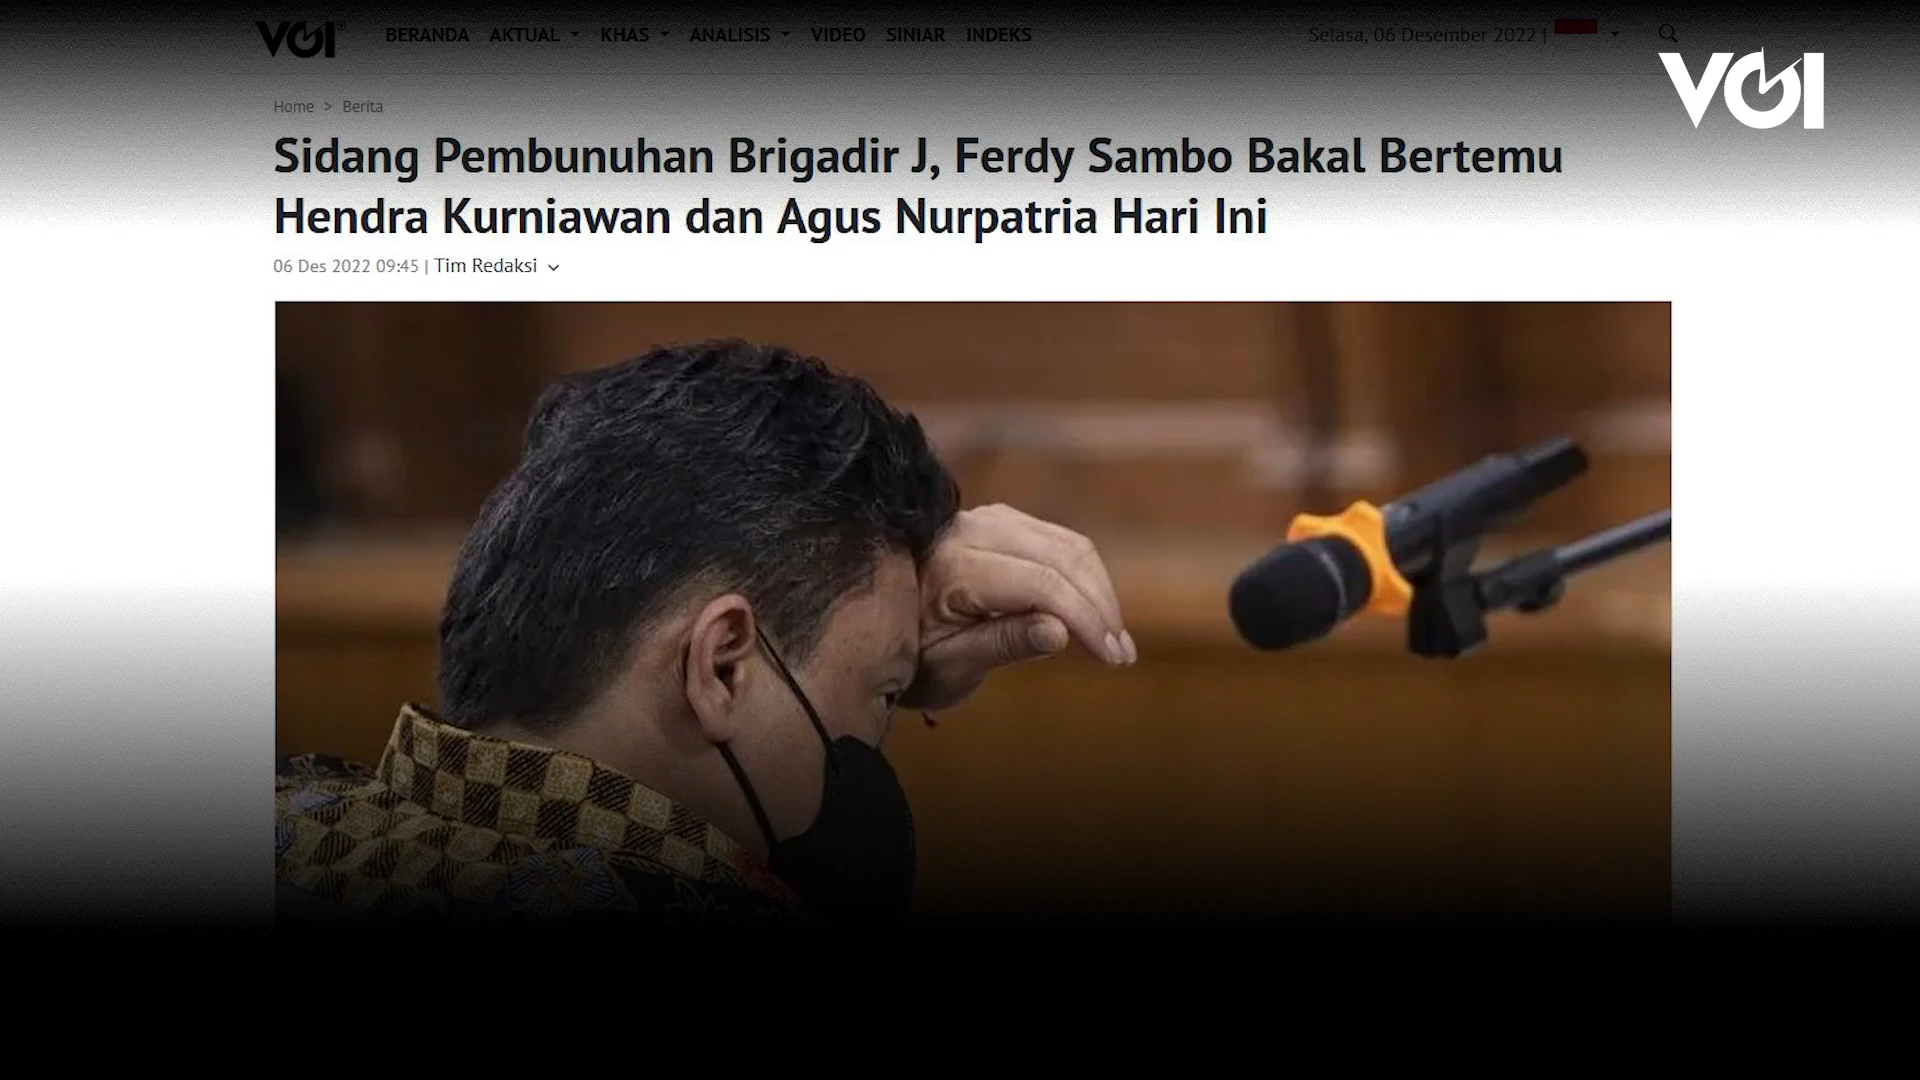 VOI BERANDA AKTUAL KHAS ANALISIS VIDEO SINIAR INDEKS Selasa, 06 Desember 2022 |
VOI
Home > Berita
Sidang Pembunuhan Brigadir J, Ferdy Sambo Bakal Bertemu
Hendra Kurniawan dan Agus Nurpatria Hari Ini
06 Des 2022 09:45 | Tim Redaksi